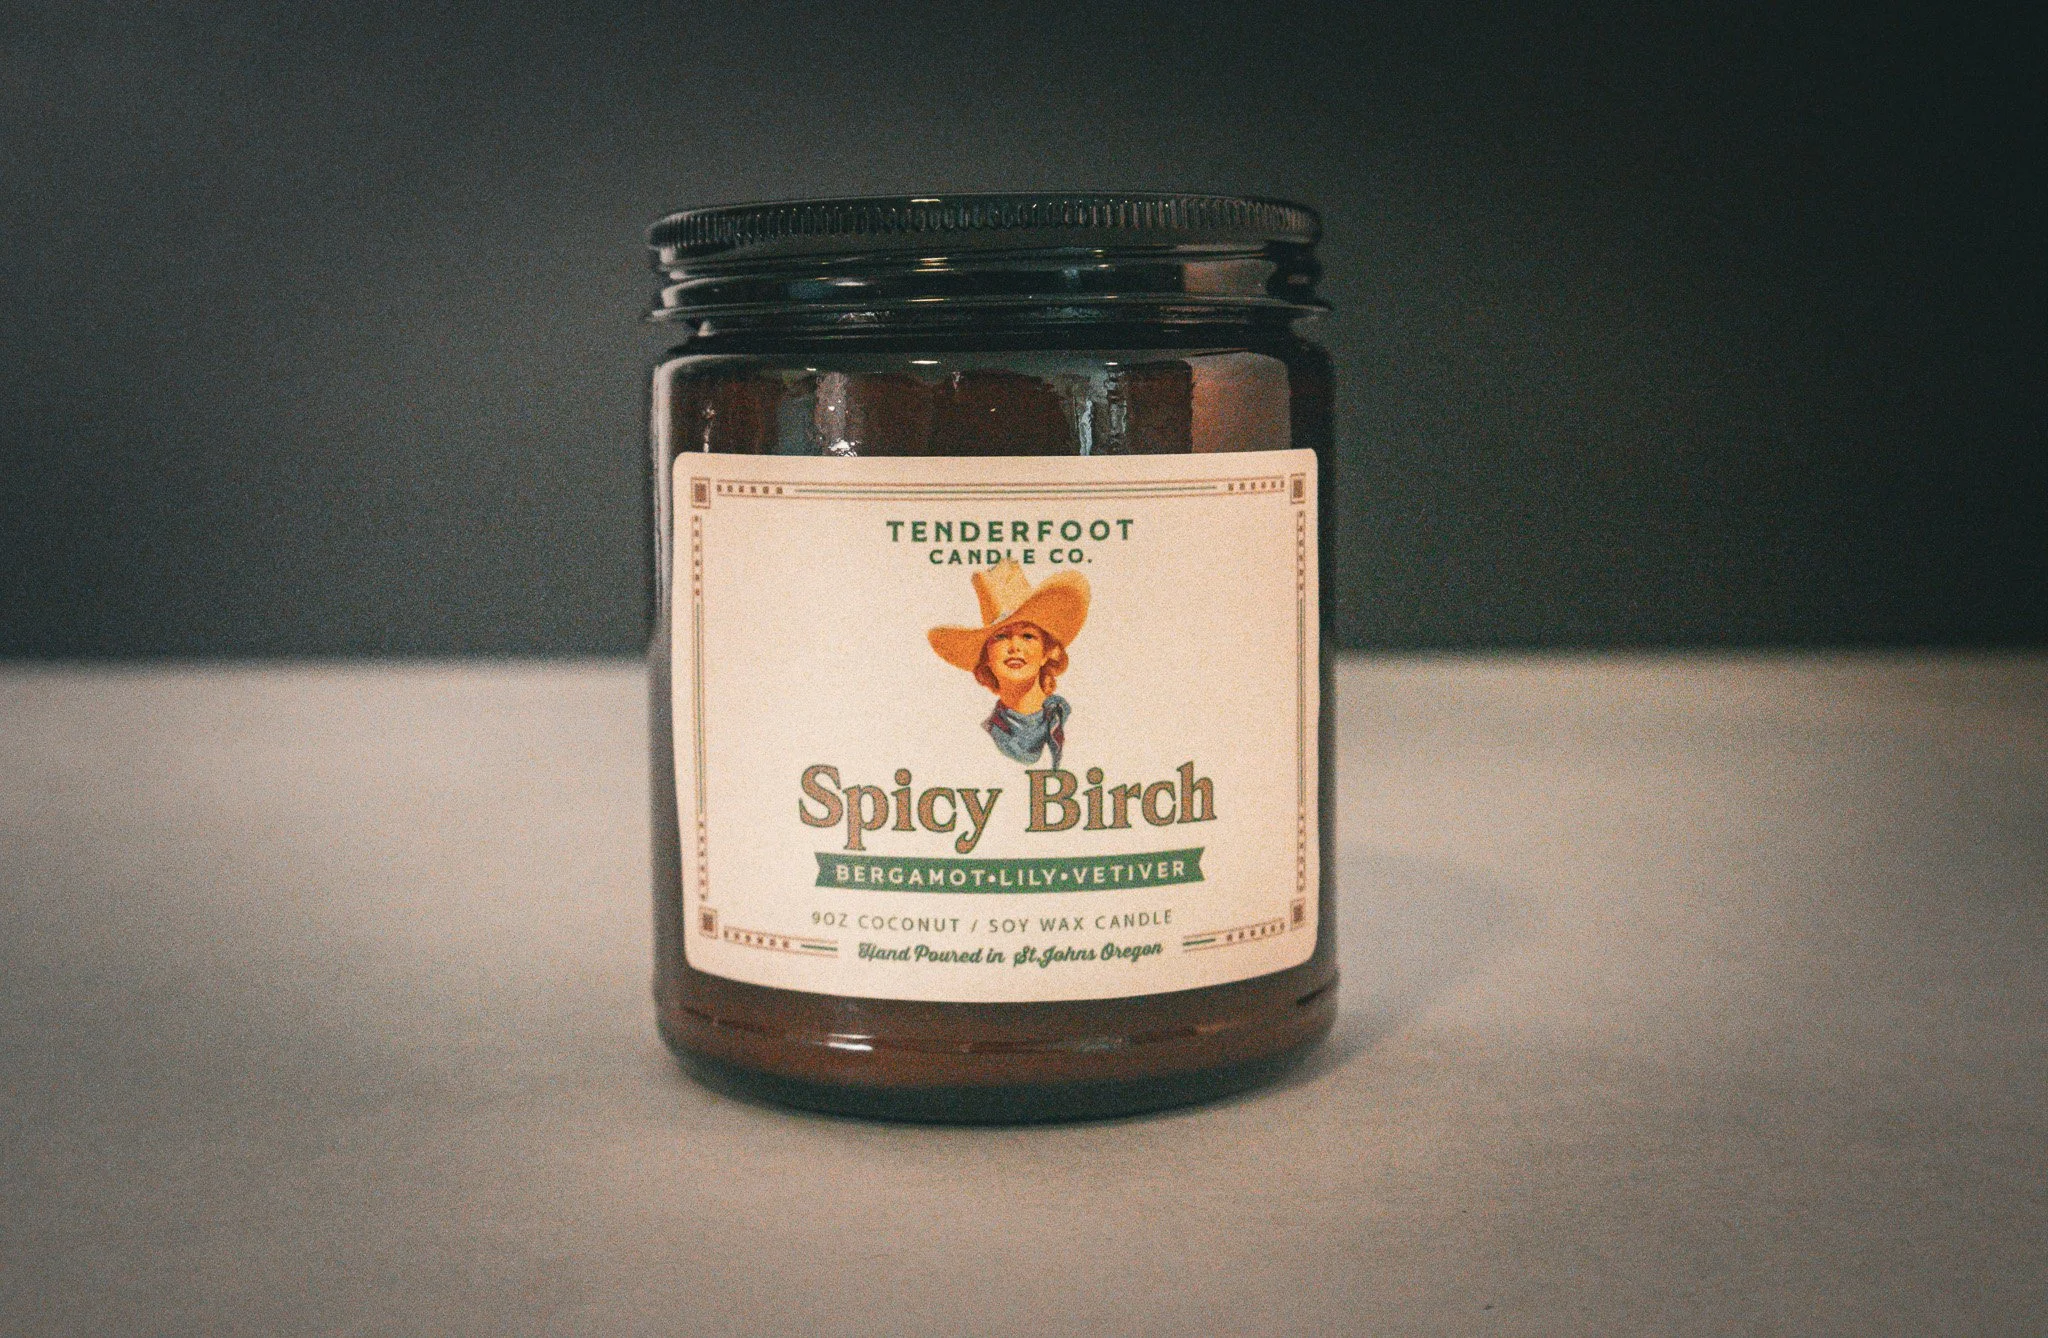 TENDERFOOT
CANDLE CO.
Spicy Birch
BERGAMOT•LILY•VETIVER
9OZ COCONUT / SOY WAX CANDLE
Hand Poured in St.Johns Oregon